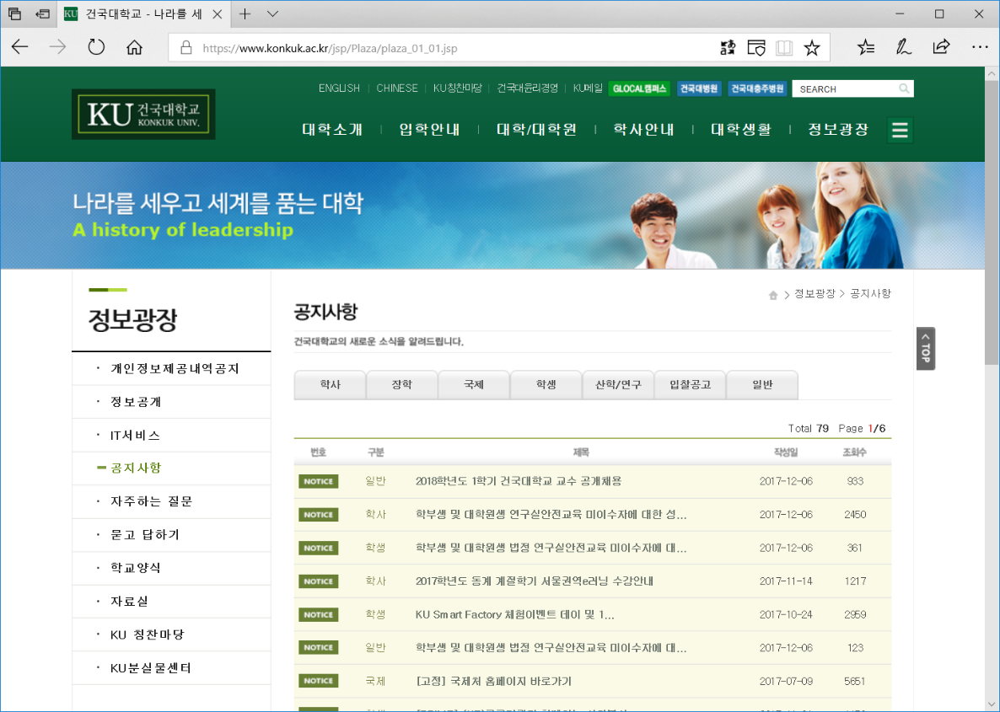 KU 건국대학교 - 나라를 세
https://www.konkuk.ac.kr/jsp/Plaza/plaza_01_01.jsp
ENGLISH CHINESE KU칭찬마당 건국대윤리경영 KU메일 GLOCAL캠퍼스 건국대병원 건국대충주병원 SEARCH
KU 건국대학교
KONKUK UNIV.
대학소개 입학안내 대학/대학원 학사안내 대학생활 정보광장
나라를 세우고 세계를 품는 대학
A history of leadership
정보광장
개인정보제공내역공지
정보공개
IT서비스
공지사항
자주하는 질문
묻고 답하기
학교양식
자료실
KU 칭찬마당
KU분실물센터
> 정보광장 > 공지사항
공지사항
건국대학교의 새로운 소식을 알려드립니다.
TOP
학사 장학 국제 학생 산학/연구 입찰공고 일반
Total 79 Page 1/6
번호 구분 제목 작성일 조회수
NOTICE 일반 2018학년도 1학기 건국대학교 교수 공개채용 2017-12-06 933
NOTICE 학사 학부생 및 대학원생 연구실안전교육 미이수자에 대한 성... 2017-12-06 2450
NOTICE 학생 학부생 및 대학원생 법정 연구실안전교육 미이수자에 대... 2017-12-06 361
NOTICE 학사 2017학년도 동계 계절학기 서울권역e러닝 수강안내 2017-11-14 1217
NOTICE 학생 KU Smart Factory 체험이벤트 데이 및 1... 2017-10-24 2959
NOTICE 일반 학부생 및 대학원생 법정 연구실안전교육 미이수자에 대... 2017-12-06 123
NOTICE 국제 [고정] 국제처 홈페이지 바로가기 2017-07-09 5651